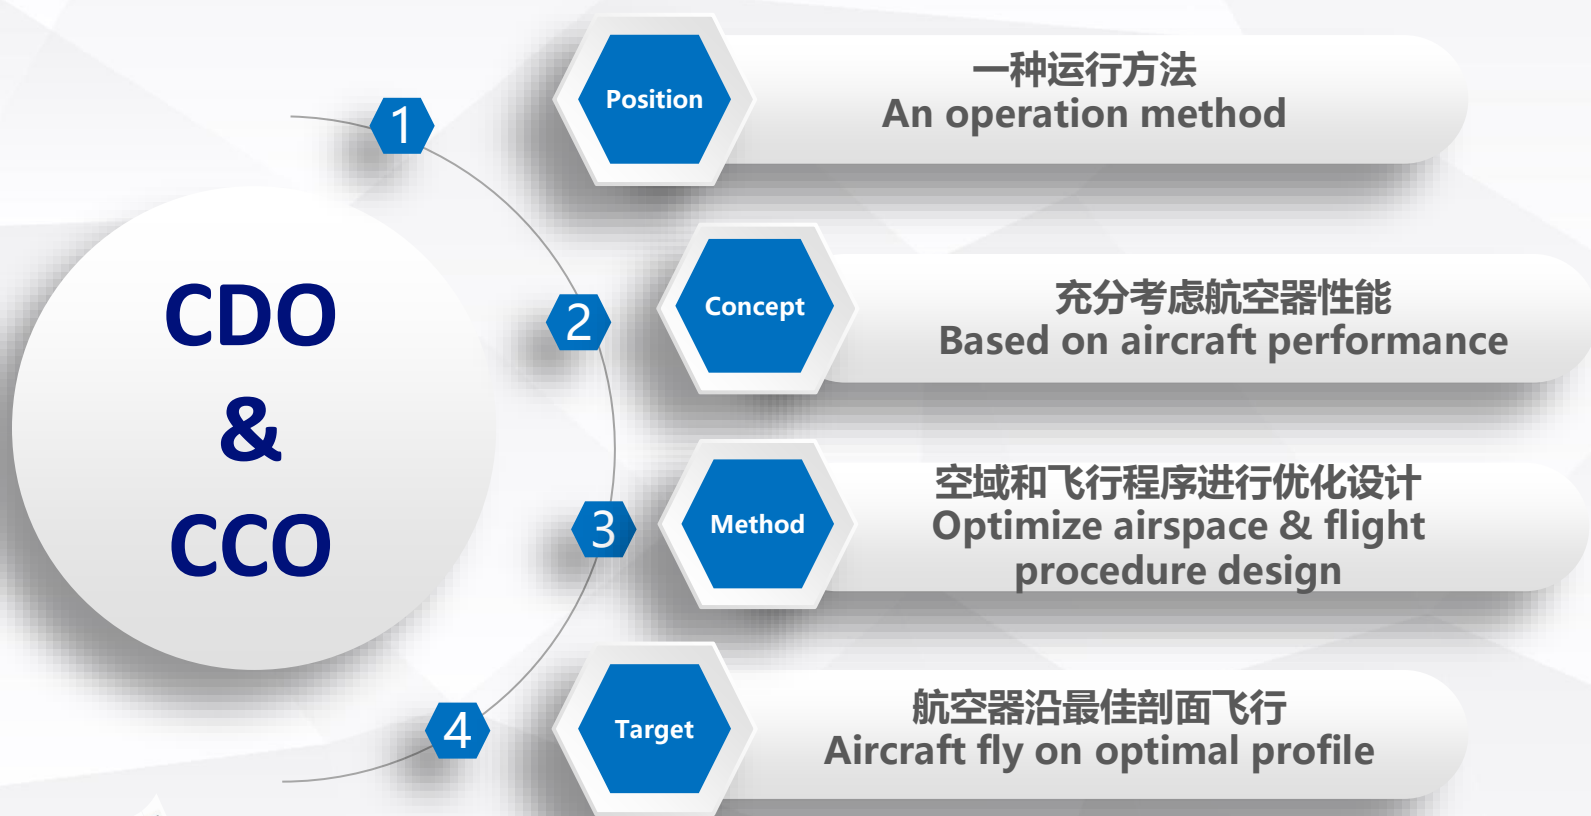 CDO
&
CCO
1
Position
一种运行方法
An operation method
2
Concept
充分考虑航空器性能
Based on aircraft performance
3
Method
空域和飞行程序进行优化设计
Optimize airspace & flight
procedure design
4
Target
航空器沿最佳剖面飞行
Aircraft fly on optimal profile